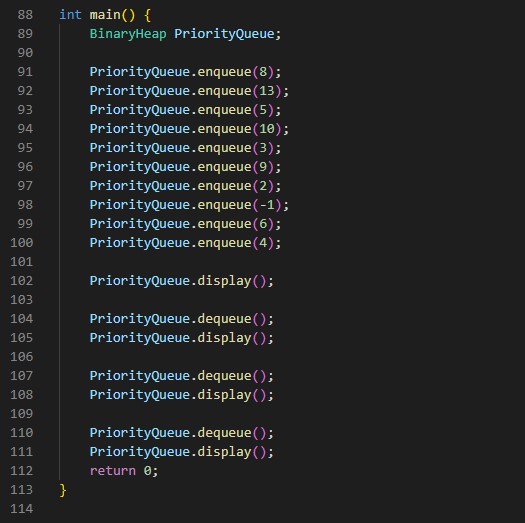 88 int main() {
89     BinaryHeap PriorityQueue;
90
91     PriorityQueue.enqueue(8);
92     PriorityQueue.enqueue(13);
93     PriorityQueue.enqueue(5);
94     PriorityQueue.enqueue(10);
95     PriorityQueue.enqueue(3);
96     PriorityQueue.enqueue(9);
97     PriorityQueue.enqueue(2);
98     PriorityQueue.enqueue(-1);
99     PriorityQueue.enqueue(6);
100     PriorityQueue.enqueue(4);
101
102     PriorityQueue.display();
103
104     PriorityQueue.dequeue();
105     PriorityQueue.display();
106
107     PriorityQueue.dequeue();
108     PriorityQueue.display();
109
110     PriorityQueue.dequeue();
111     PriorityQueue.display();
112     return 0;
113 }
114